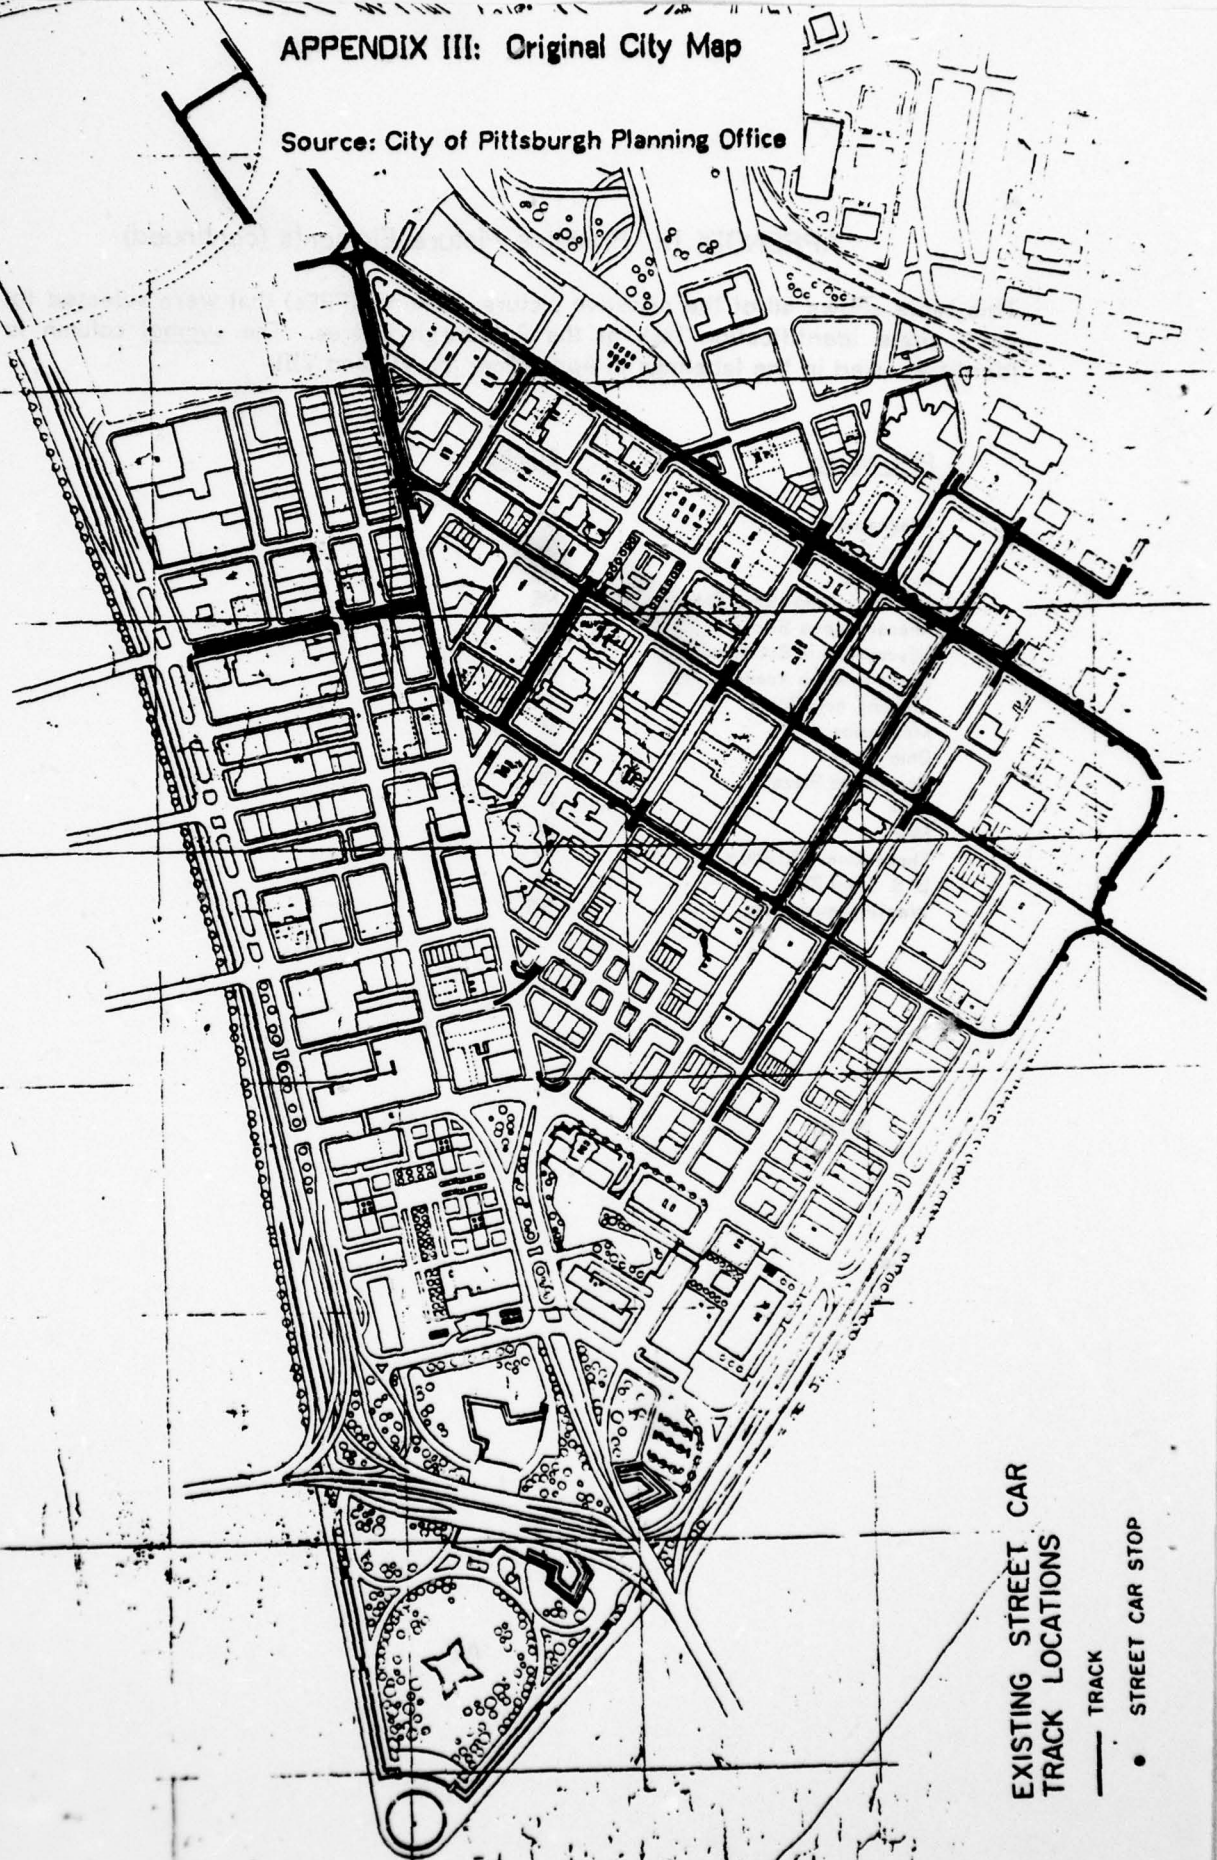 APPENDIX III: Original City Map
Source: City of Pittsburgh Planning Office
EXISTING STREET CAR
TRACK LOCATIONS
TRACK
STREET CAR STOP